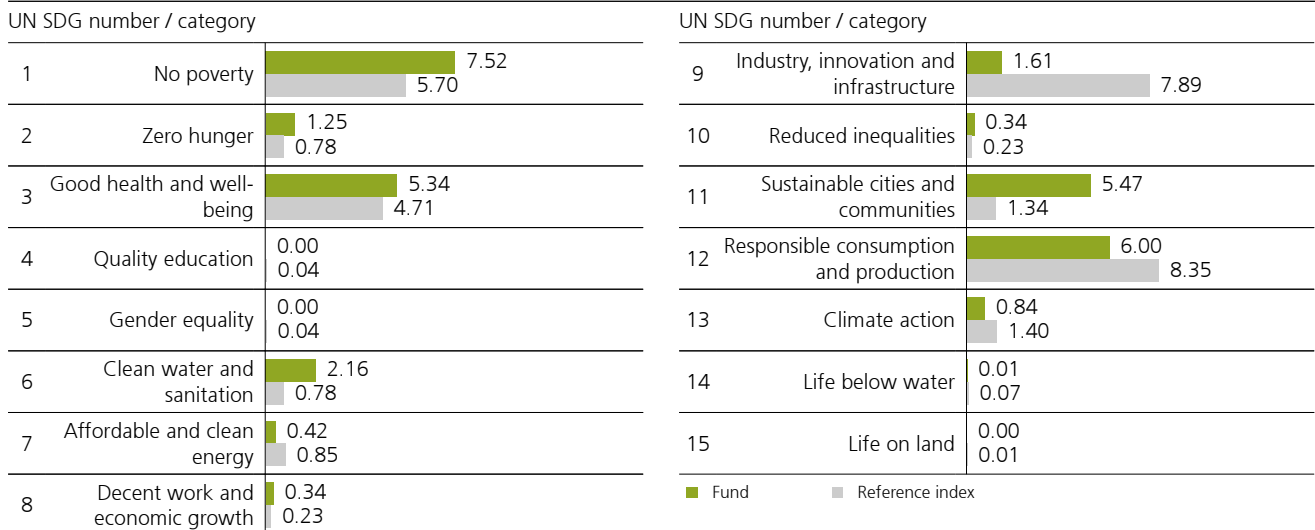 UN SDG number / category
1 No poverty 7.52
5.70
2 Zero hunger 1.25
0.78
3 Good health and well-
being 5.34
4.71
4 Quality education 0.00
0.04
5 Gender equality 0.00
0.04
6 Clean water and
sanitation 2.16
0.78
7 Affordable and clean
energy 0.42
0.85
8 Decent work and
economic growth 0.34
0.23
UN SDG number / category
9 Industry, innovation and
infrastructure 1.61
7.89
10 Reduced inequalities 0.34
0.23
11 Sustainable cities and
communities 5.47
1.34
12 Responsible consumption
and production 6.00
8.35
13 Climate action 0.84
1.40
14 Life below water 0.01
0.07
15 Life on land 0.00
0.01
Fund Reference index